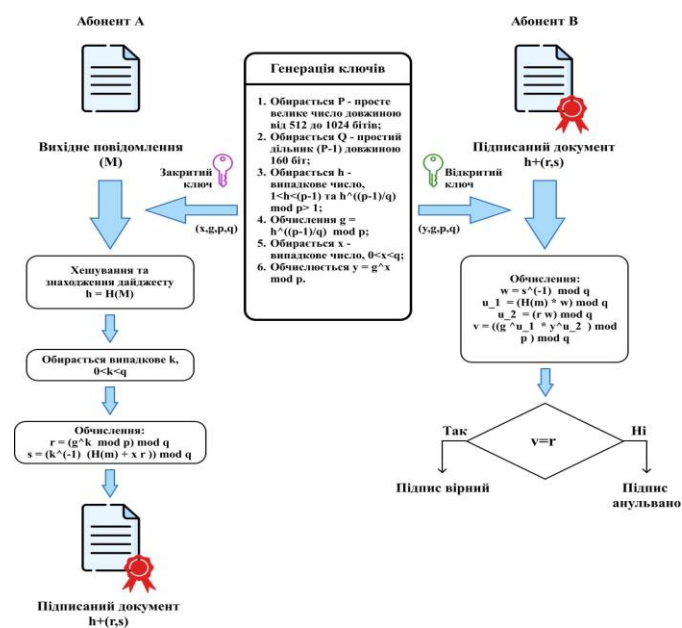 Абонент А
Вихідне повідомлення
(М)
Закритий
ключ
(x,g,p,q)
Хешування та
знаходження дайджесту
h = H(M)
Обирається випадкове k,
0<k<q
Обчислення:
r = (g^k mod p) mod q
s = (k^(-1) (H(m) + x r )) mod q
Підписаний документ
h+(r,s)
Генерація ключів
1. Обирається P - просте
велике число довжиною
від 512 до 1024 бітів;
2. Обирається Q - простий
дільник (P-1) довжиною
160 біт;
3. Обирається h -
випадкове число,
1<h<(p-1) та h^((p-1)/q)
mod p> 1;
4. Обчислення g =
h^((p-1)/q) mod p;
5. Обирається x -
випадкове число, 0<x<q;
6. Обчислюється y = g^x
mod p.
Абонент В
Підписаний документ
h+(r,s)
Відкритий
ключ
(y,g,p,q)
Обчислення:
w = s^(-1) mod q
u_1 = (H(m) * w) mod q
u_2 = (r w) mod q
v = ((g ^u_1 * y^u_2 ) mod
p ) mod q
Так
v=r
Ні
Підпис вірний
Підпис
анульвано